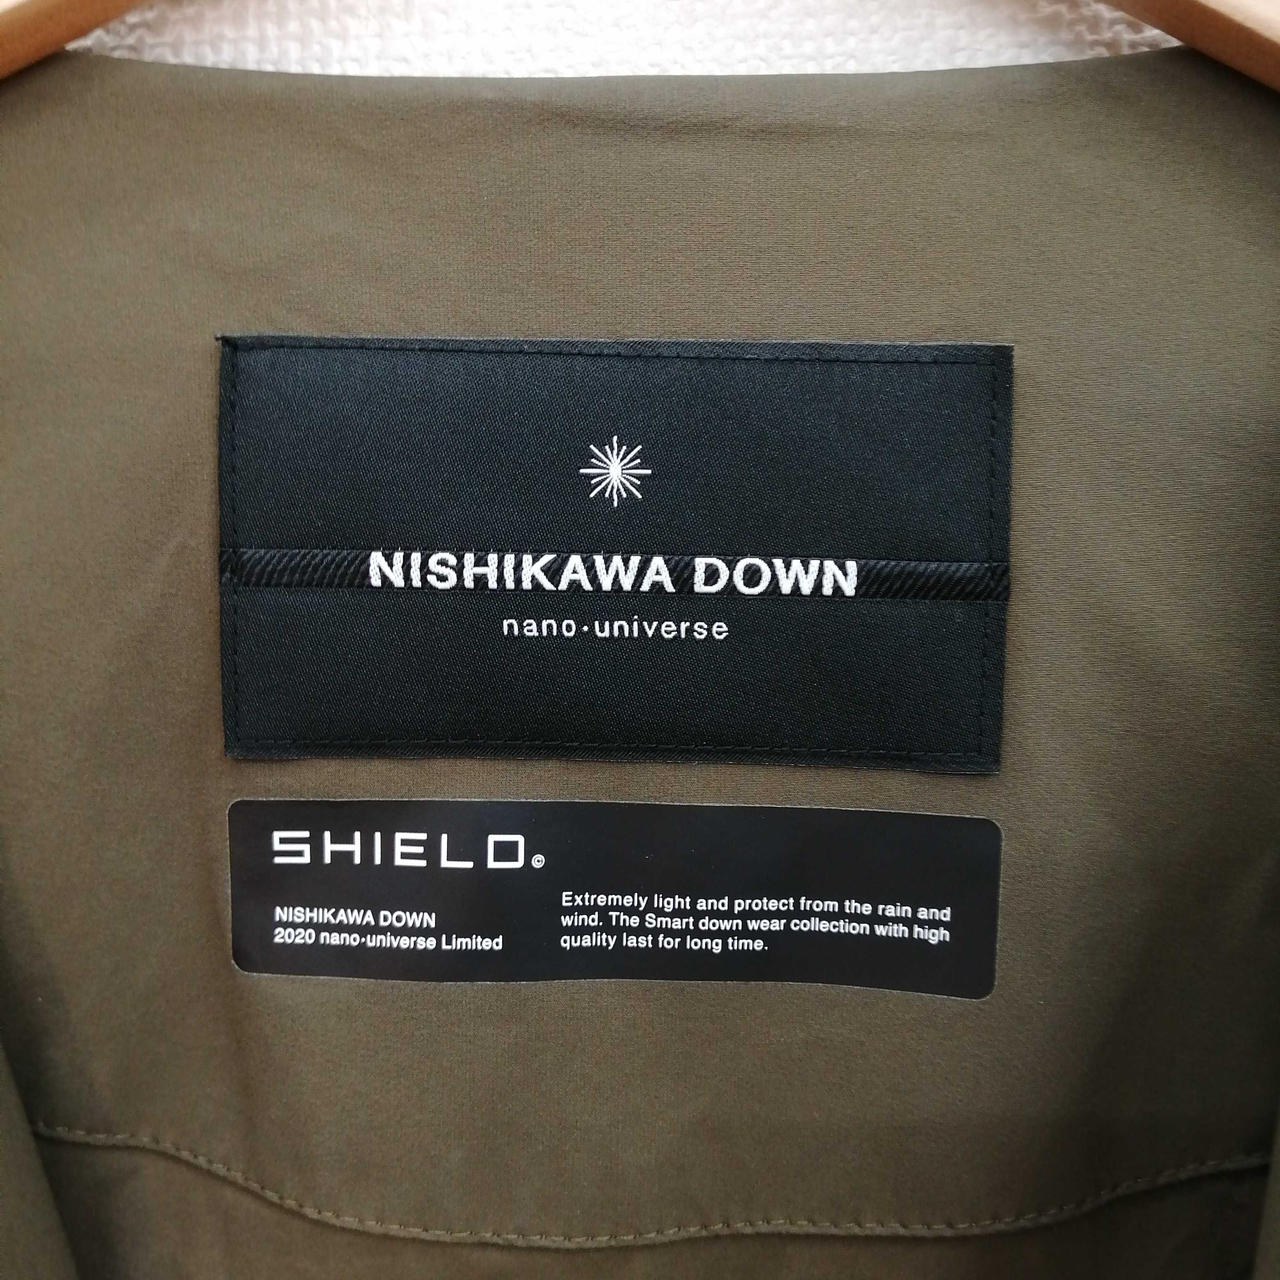 NISHIKAWA DOWN
nano·universe
SHIELD©
NISHIKAWA DOWN
2020 nano·universe Limited
Extremely light and protect from the rain and
wind. The Smart down wear collection with high
quality last for long time.